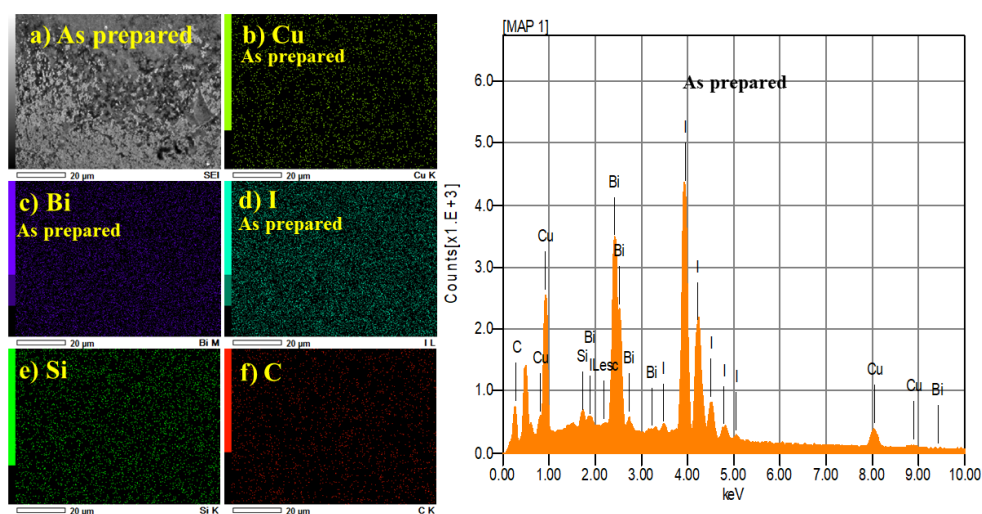 a) As prepared
SEI
20 µm
b) Cu
As prepared
Cu K
20 µm
c) Bi
As prepared
Bi M
20 µm
d) I
As prepared
I L
20 µm
e) Si
Si K
20 µm
f) C
C K
20 µm
[MAP 1]
As prepared
Counts[x1.E+3]
6.0
5.0
4.0
3.0
2.0
1.0
0.0
C
Cu
Cu
Si
Bi
ILesc
Bi
Bi
Bi
Bi
I
I
I
I
I
I
Cu
Cu
Bi
0.00
1.00
2.00
3.00
4.00
5.00
6.00
7.00
8.00
9.00
10.00
keV